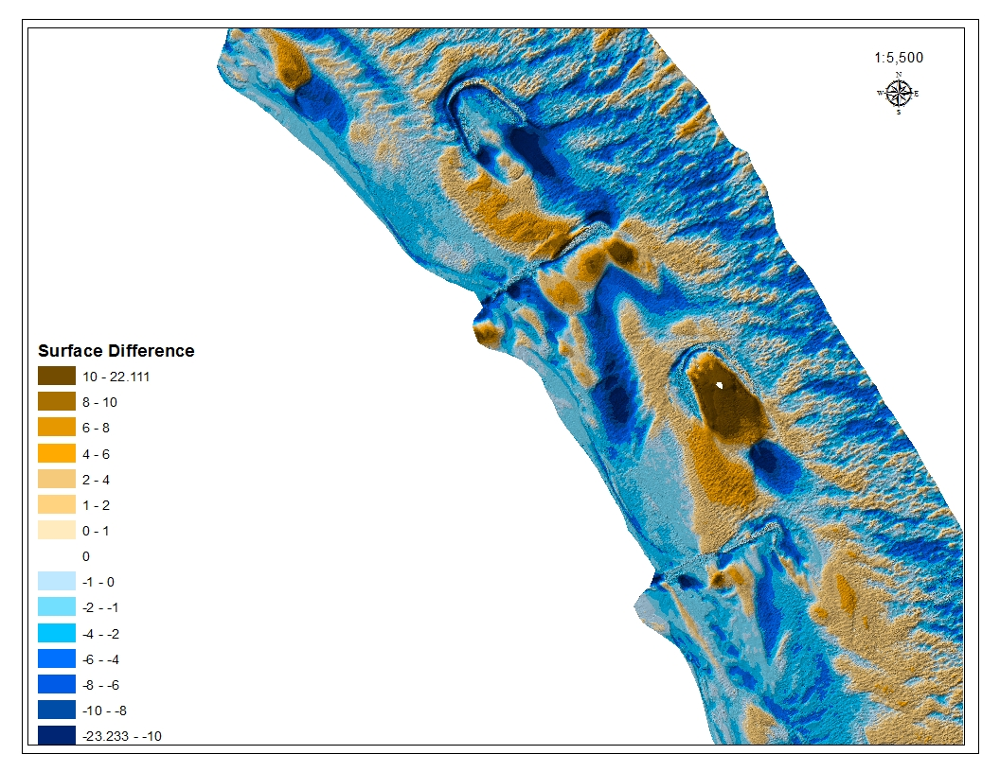 1:5,500
N
W E
S
Surface Difference
10 - 22.111
8 - 10
6 - 8
4 - 6
2 - 4
1 - 2
0 - 1
0
-1 - 0
-2 - -1
-4 - -2
-6 - -4
-8 - -6
-10 - -8
-23.233 - -10